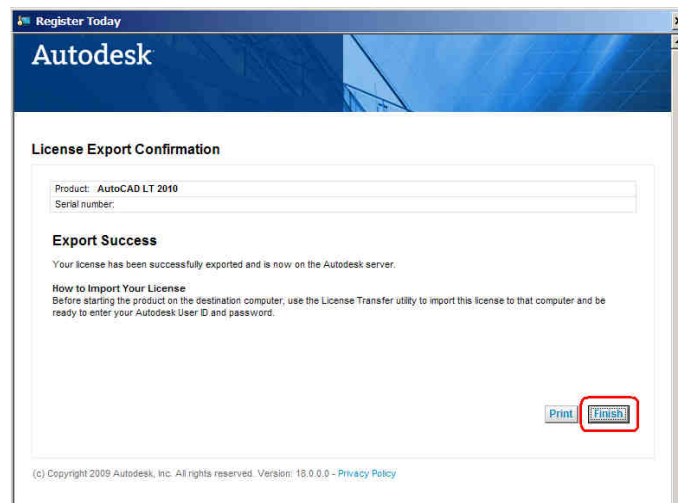 Register Today
Autodesk
License Export Confirmation
Product: AutoCAD LT 2010
Serial number:
Export Success
Your license has been successfully exported and is now on the Autodesk server.
How to Import Your License
Before starting the product on the destination computer, use the License Transfer utility to import this license to that computer and be
ready to enter your Autodesk User ID and password.
Print Finish
(c) Copyright 2009 Autodesk, Inc. All rights reserved. Version: 18.0.0.0 - Privacy Policy